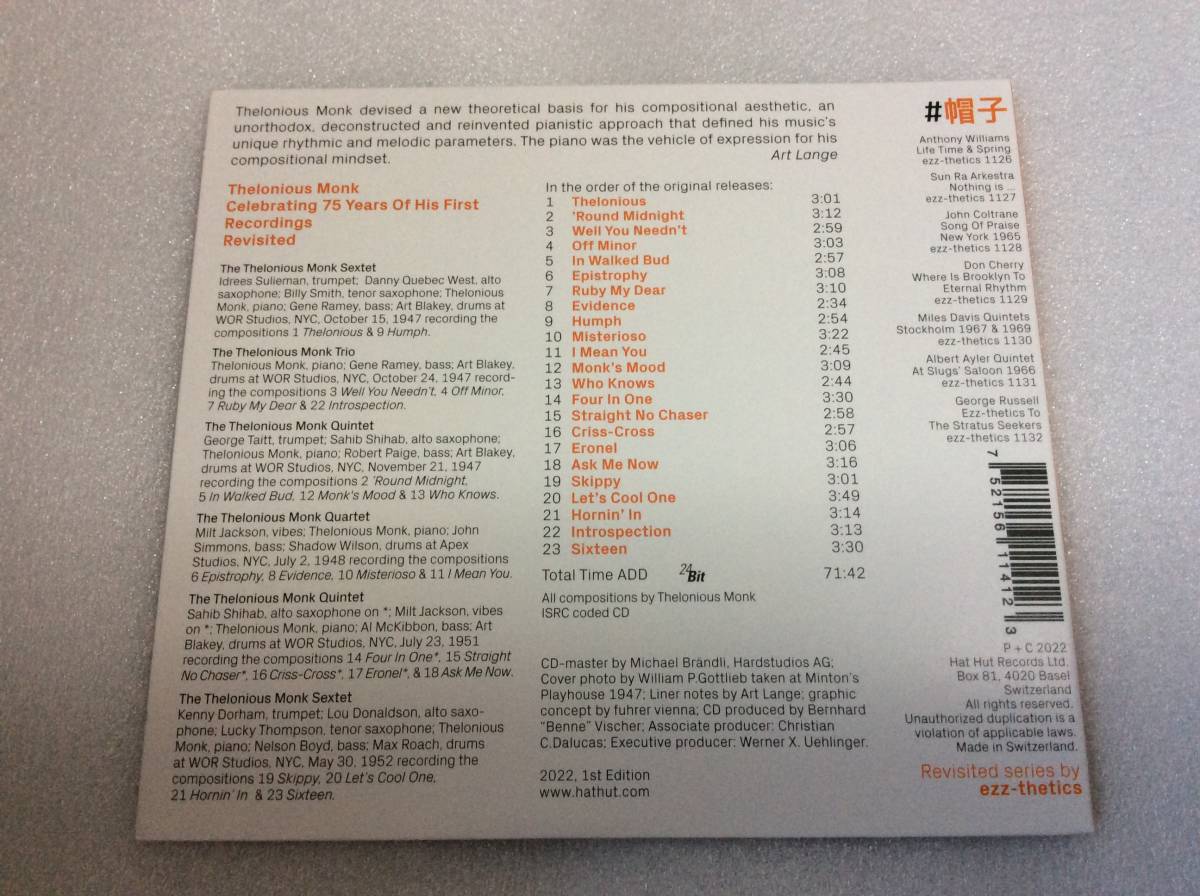 Thelonious Monk devised a new theoretical basis for his compositional aesthetic, an
unorthodox, deconstructed and reinvented pianistic approach that defined his music's
unique rhythmic and melodic parameters. The piano was the vehicle of expression for his
compositional mindset. Art Lange
Thelonious Monk
Celebrating 75 Years Of His First
Recordings
Revisited
The Thelonious Monk Sextet
Idrees Sulieman, trumpet; Danny Quebec West, alto
saxophone; Billy Smith, tenor saxophone; Thelonious
Monk, piano; Gene Ramey, bass; Art Blakey, drums at
WOR Studios, NYC, October 15, 1947 recording the
compositions 1 Thelonious & 9 Humph.
The Thelonious Monk Trio
Thelonious Monk, piano; Gene Ramey, bass; Art Blakey,
drums at WOR Studios, NYC, October 24, 1947 record-
ing the compositions 3 Well You Needn't, 4 Off Minor,
7 Ruby My Dear & 22 Introspection.
The Thelonious Monk Quintet
George Taitt, trumpet; Sahib Shihab, alto saxophone;
Thelonious Monk, piano; Robert Paige, bass; Art Blakey,
drums at WOR Studios, NYC, November 21, 1947
recording the compositions 2 'Round Midnight,
5 In Walked Bud, 12 Monk's Mood & 13 Who Knows.
The Thelonious Monk Quartet
Milt Jackson, vibes; Thelonious Monk, piano; John
Simmons, bass; Shadow Wilson, drums at Apex
Studios, NYC, July 2, 1948 recording the compositions
6 Epistrophy, 8 Evidence, 10 Misterioso & 11 I Mean You.
The Thelonious Monk Quintet
Sahib Shihab, alto saxophone on *; Milt Jackson, vibes
on *; Thelonious Monk, piano; Al McKibbon, bass; Art
Blakey, drums at WOR Studios, NYC, July 23, 1951
recording the compositions 14 Four In One*, 15 Straight
No Chaser*, 16 Criss-Cross*, 17 Eronel*, & 18 Ask Me Now.
The Thelonious Monk Sextet
Kenny Dorham, trumpet; Lou Donaldson, alto saxo-
phone; Lucky Thompson, tenor saxophone; Thelonious
Monk, piano; Nelson Boyd, bass; Max Roach, drums
at WOR Studios, NYC, May 30, 1952 recording the
compositions 19 Skippy, 20 Let's Cool One,
21 Hornin' In & 23 Sixteen.
In the order of the original releases:
1 Thelonious 3:01
2 'Round Midnight 3:12
3 Well You Needn't 2:59
4 Off Minor 3:03
5 In Walked Bud 2:57
6 Epistrophy 3:08
7 Ruby My Dear 3:10
8 Evidence 2:34
9 Humph 2:54
10 Misterioso 3:22
11 I Mean You 2:45
12 Monk's Mood 3:09
13 Who Knows 2:44
14 Four In One 3:30
15 Straight No Chaser 2:58
16 Criss-Cross 2:57
17 Eronel 3:06
18 Ask Me Now 3:16
19 Skippy 3:01
20 Let's Cool One 3:49
21 Hornin' In 3:14
22 Introspection 3:13
23 Sixteen 3:30
Total Time ADD 24 Bit 71:42
All compositions by Thelonious Monk
ISRC coded CD
CD-master by Michael Brändli, Hardstudios AG;
Cover photo by William P.Gottlieb taken at Minton's
Playhouse 1947; Liner notes by Art Lange; graphic
concept by fuhrer vienna; CD produced by Bernhard
"Benne" Vischer; Associate producer: Christian
C.Dalucas; Executive producer: Werner X. Uehlinger.
2022, 1st Edition
www.hathut.com
#帽子
Anthony Williams
Life Time & Spring
ezz-thetics 1126
Sun Ra Arkestra
Nothing is ...
ezz-thetics 1127
John Coltrane
Song Of Praise
New York 1965
ezz-thetics 1128
Don Cherry
Where Is Brooklyn To
Eternal Rhythm
ezz-thetics 1129
Miles Davis Quintets
Stockholm 1967 & 1969
ezz-thetics 1130
Albert Ayler Quintet
At Slugs' Saloon 1966
ezz-thetics 1131
George Russell
Ezz-thetics To
The Stratus Seekers
ezz-thetics 1132
7 52156 11412 3
P + C 2022
Hat Hut Records Ltd.
Box 81, 4020 Basel
Switzerland
All rights reserved.
Unauthorized duplication is a
violation of applicable laws.
Made in Switzerland.
Revisited series by
ezz-thetics